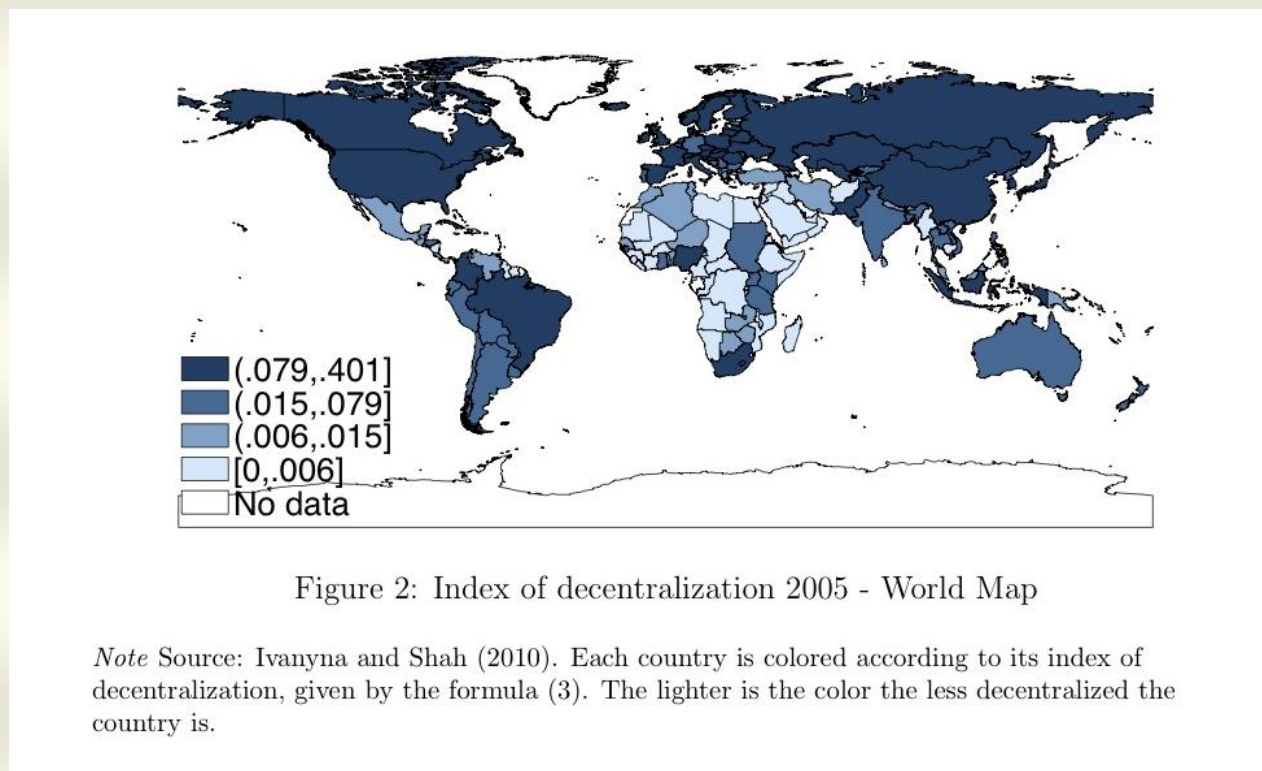 (.079,.401]
(.015,.079]
(.006,.015]
[0,.006]
No data
Figure 2: Index of decentralization 2005 - World Map
Note Source: Ivanyna and Shah (2010). Each country is colored according to its index of
decentralization, given by the formula (3). The lighter is the color the less decentralized the
country is.